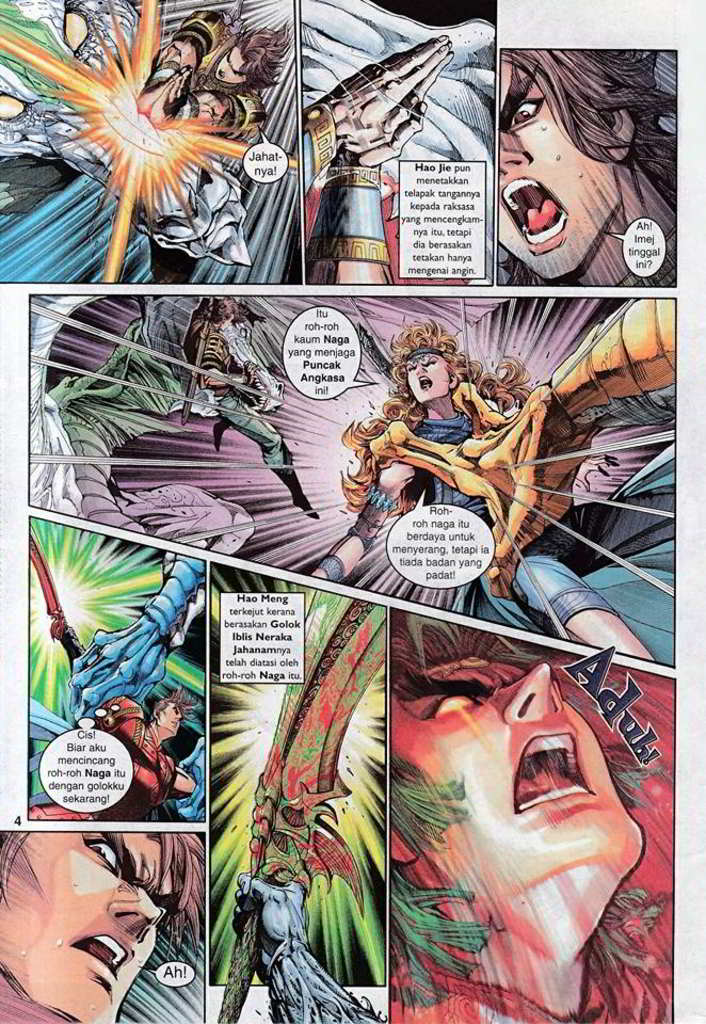 Jahat-
nya!
Hao Jie pun
menetakkan
telapak tangannya
kepada raksasa
yang mencengkam-
nya itu, tetapi
dia berasakan
tetakan hanya
mengenai angin.
Ah!
Imej
tinggal
ini?
Itu
roh-roh
kaum Naga
yang menjaga
Puncak
Angkasa
ini!
Roh-
roh naga itu
berdaya untuk
menyerang, tetapi ia
tiada badan yang
padat!
Cis!
Biar aku
mencincang
roh-roh Naga itu
dengan golokku
sekarang!
Hao Meng
terkejut kerana
berasakan Golok
Iblis Neraka
Jahanamnya
telah diatasi oleh
roh-roh Naga itu.
Aduh!
Ah!
4